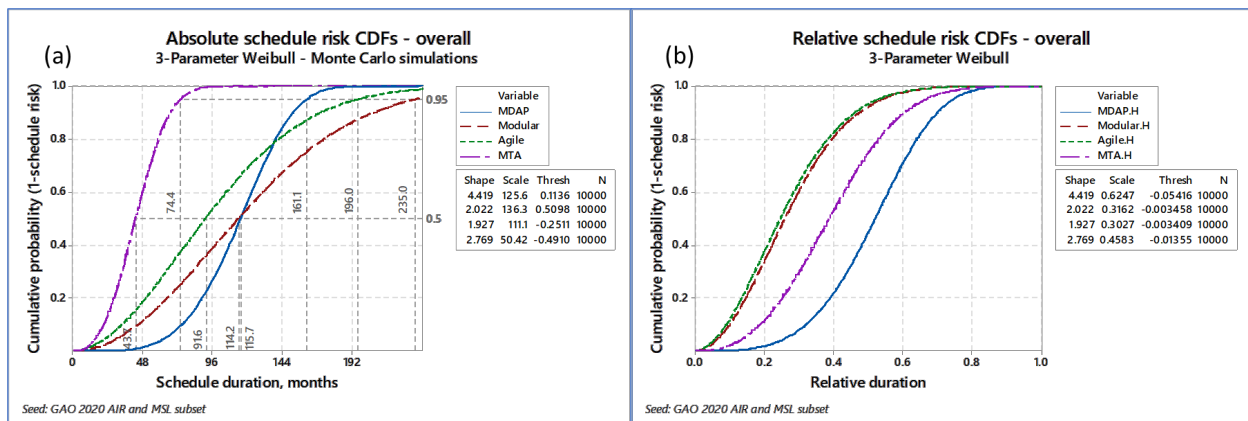 (a)
Absolute schedule risk CDFs - overall
3-Parameter Weibull - Monte Carlo simulations
Cumulative probability (1-schedule risk)
1.0
0.8
0.6
0.4
0.2
0.95
0.5
74.4
161.1
196.0
235.0
91.6
114.2
115.7
0
48
96
144
192
Schedule duration, months
Variable
MDAP
Modular
Agile
MTA
Shape Scale Thresh N
4.419 125.6 0.1136 10000
2.022 136.3 0.5098 10000
1.927 111.1 -0.2511 10000
2.769 50.42 -0.4910 10000
Seed: GAO 2020 AIR and MSL subset
(b)
Relative schedule risk CDFs - overall
3-Parameter Weibull
Cumulative probability (1-schedule risk)
1.0
0.8
0.6
0.4
0.2
0.0
0.2
0.4
0.6
0.8
1.0
Relative duration
Variable
MDAP.H
Modular.H
Agile.H
MTA.H
Shape Scale Thresh N
4.419 0.6247 -0.05416 10000
2.022 0.3162 -0.003458 10000
1.927 0.3027 -0.003409 10000
2.769 0.4583 -0.01355 10000
Seed: GAO 2020 AIR and MSL subset